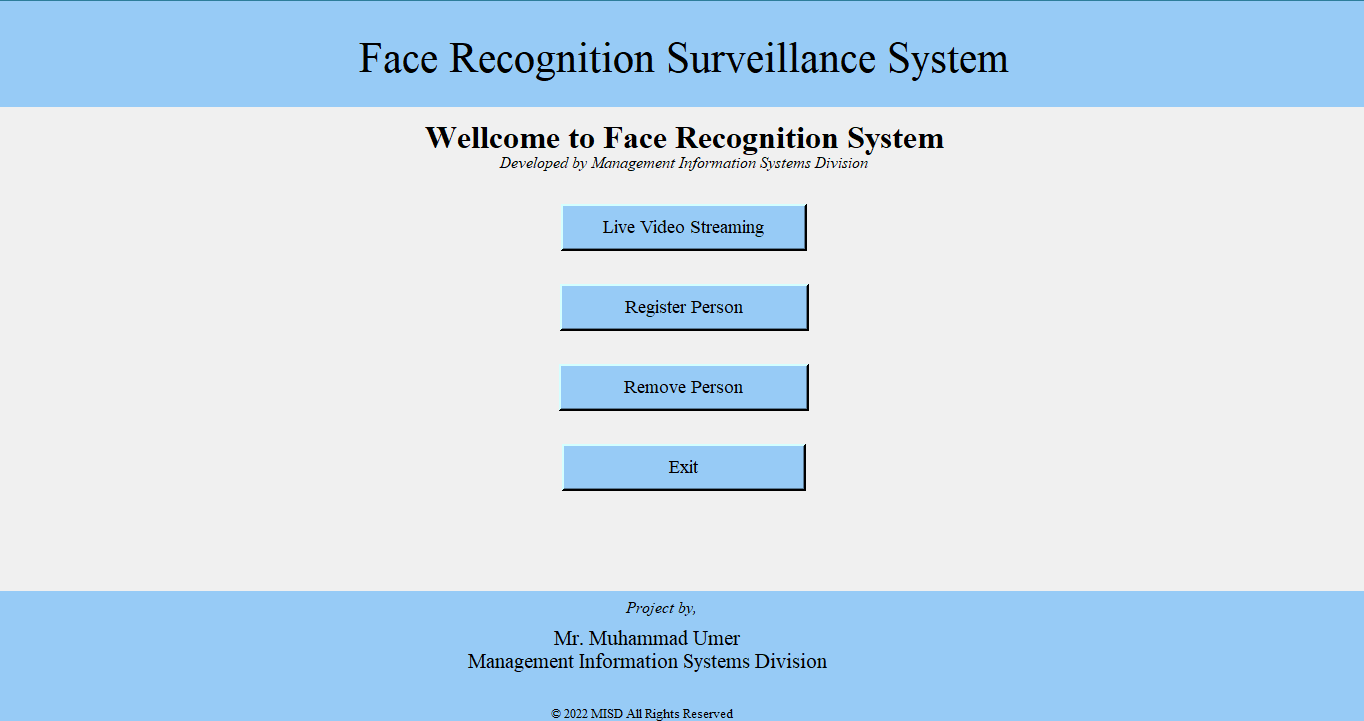 Face Recognition Surveillance System
Wellcome to Face Recognition System
Developed by Management Information Systems Division
Live Video Streaming
Register Person
Remove Person
Exit
Project by,
Mr. Muhammad Umer
Management Information Systems Division
© 2022 MISD All Rights Reserved